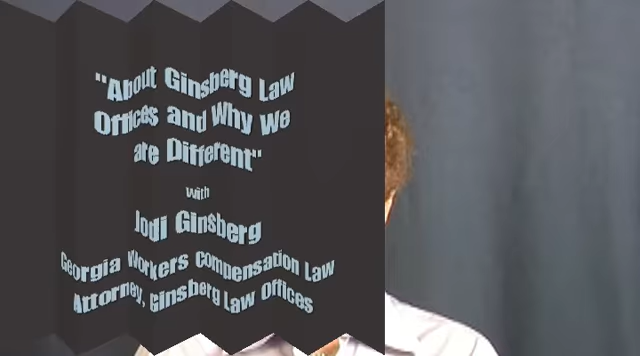 "About Ginsberg Law
Offices and Why We
are Different"
with
Jodi Ginsberg
Georgia Workers Compensation Law
Attorney, Ginsberg Law Offices